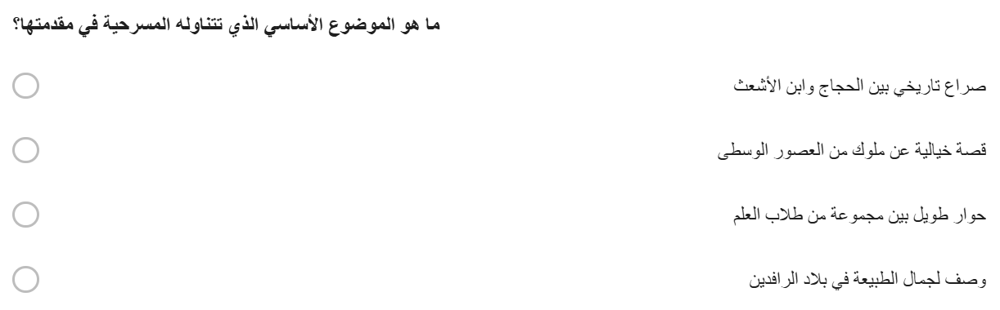 ما هو الموضوع الأساسي الذي تتناوله المسرحية في مقدمتها؟
صراع تاريخي بين الحجاج وابن الأشعث
قصة خيالية عن ملوك من العصور الوسطى
حوار طويل بين مجموعة من طلاب العلم
وصف لجمال الطبيعة في بلاد الرافدين